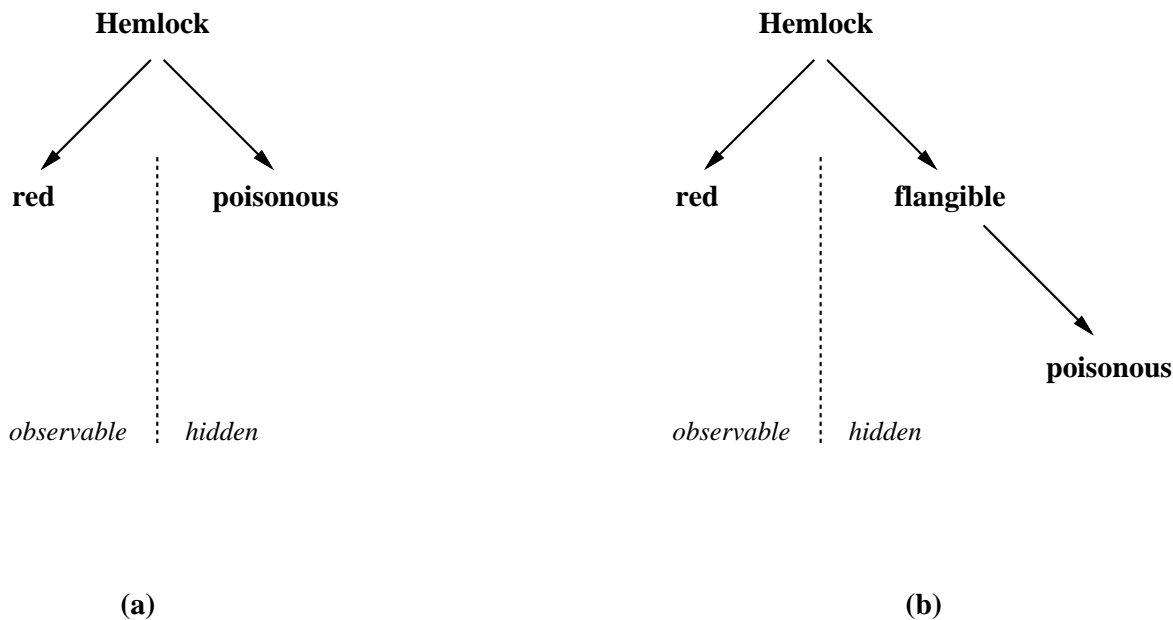 Hemlock
red
poisonous
observable
hidden
(a)
Hemlock
red
flangible
poisonous
observable
hidden
(b)